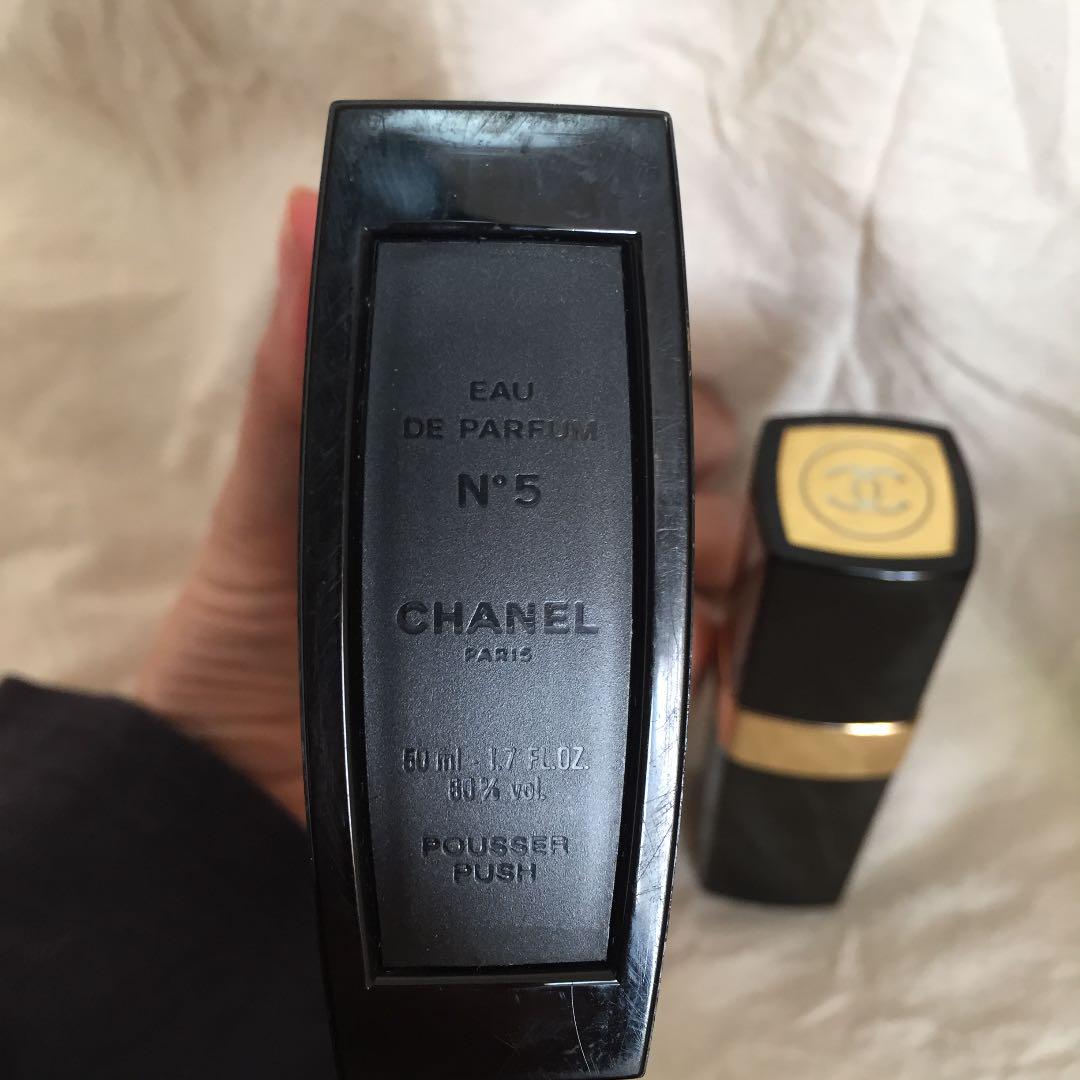 EAU
DE PARFUM
N°5
CHANEL
PARIS
50 ml - 1.7 FL.OZ.
80% vol.
POUSSER
PUSH